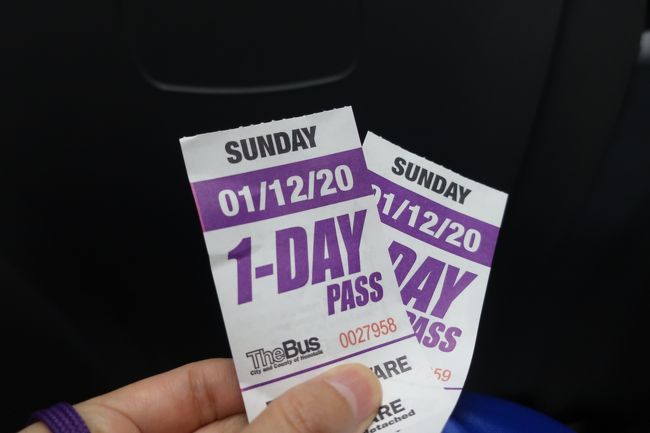 SUNDAY
01/12/20
1-DAY
PASS
TheBus
City and County of Honolulu
0027958
ARE
ARE
etached
SUNDAY
01/12/20
DAY
PASS
59